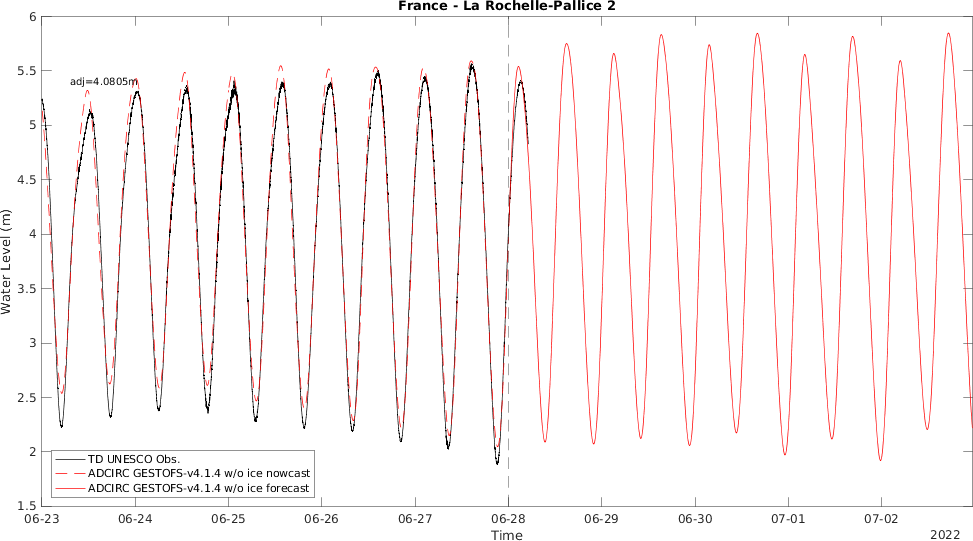 France - La Rochelle-Pallice 2
6
5.5
5
4.5
4
3.5
3
2.5
2
1.5
Water Level (m)
adj=4.0805m
TD UNESCO Obs.
ADCIRC GESTOFS-v4.1.4 w/o ice nowcast
ADCIRC GESTOFS-v4.1.4 w/o ice forecast
06-23 06-24 06-25 06-26 06-27 06-28 06-29 06-30 07-01 07-02
Time
2022